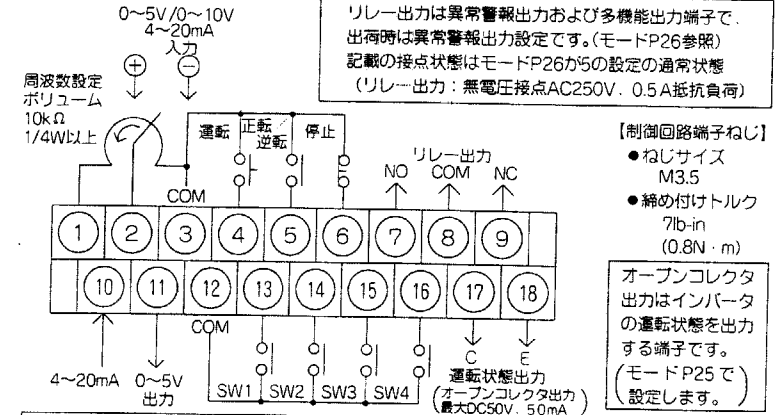 0～5V/0～10V
4～20mA
入力
⊕ ⊖
周波数設定
ボリューム
10kΩ
1/4W以上
リレー出力は異常警報出力および多機能出力端子で、
出荷時は異常警報出力設定です。(モードP26参照)
記載の接点状態はモードP26が5の設定の通常状態
(リレー出力：無電圧接点AC250V．0.5A抵抗負荷)
運転 正転／逆転 停止
リレー出力
NO COM NC
COM
【制御回路端子ねじ】
●ねじサイズ
M3.5
●締め付けトルク
7lb-in
(0.8N・m)
1 2 3 4 5 6 7 8 9
10 11 12 13 14 15 16 17 18
COM
4～20mA 0～5V
出力
SW1 SW2 SW3 SW4
C E
運転状態出力
(オープンコレクタ出力
最大DC50V．50mA)
オープンコレクタ
出力はインバータ
の運転状態を出力
する端子です。
(モードP25で
設定します。)